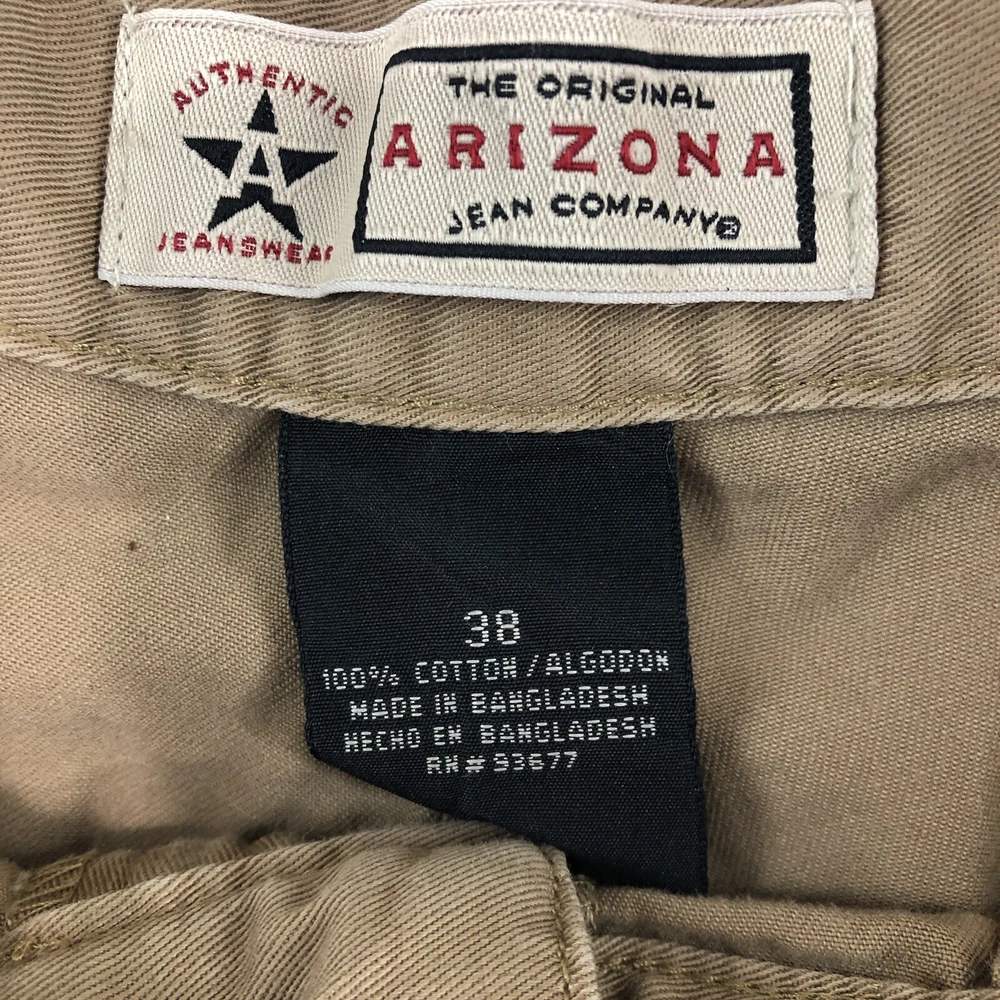 AUTHENTIC
A
JEANSWEAR
THE ORIGINAL
ARIZONA
JEAN COMPANY®
38
100% COTTON / ALGODON
MADE IN BANGLADESH
HECHO EN BANGLADESH
RN# 93677